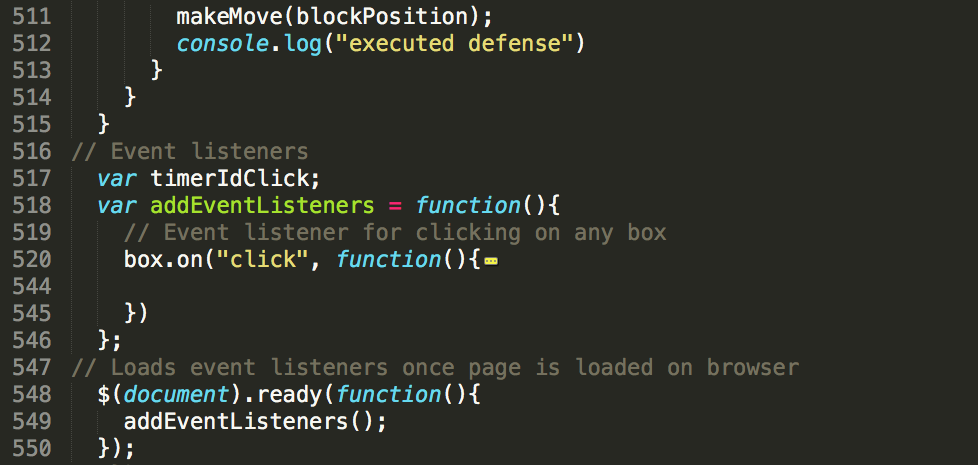 511 makeMove(blockPosition);
512 console.log("executed defense")
513 }
514 }
515 }
516 // Event listeners
517 var timerIdClick;
518 var addEventListeners = function(){
519 // Event listener for clicking on any box
520 box.on("click", function(){
544
545 })
546 };
547 // Loads event listeners once page is loaded on browser
548 $(document).ready(function(){
549 addEventListeners();
550 });